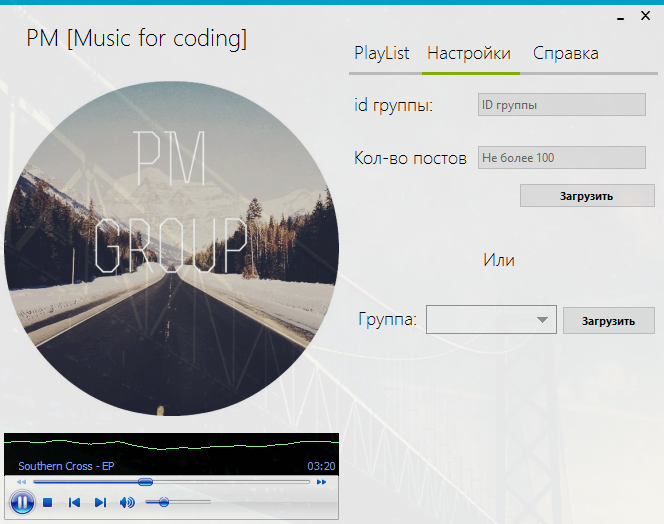 PM [Music for coding]
PlayList Настройки Справка
id группы: ID группы
Кол-во постов Не более 100
Загрузить
Или
Группа: Загрузить
PM
GROUP
Southern Cross - EP 03:20